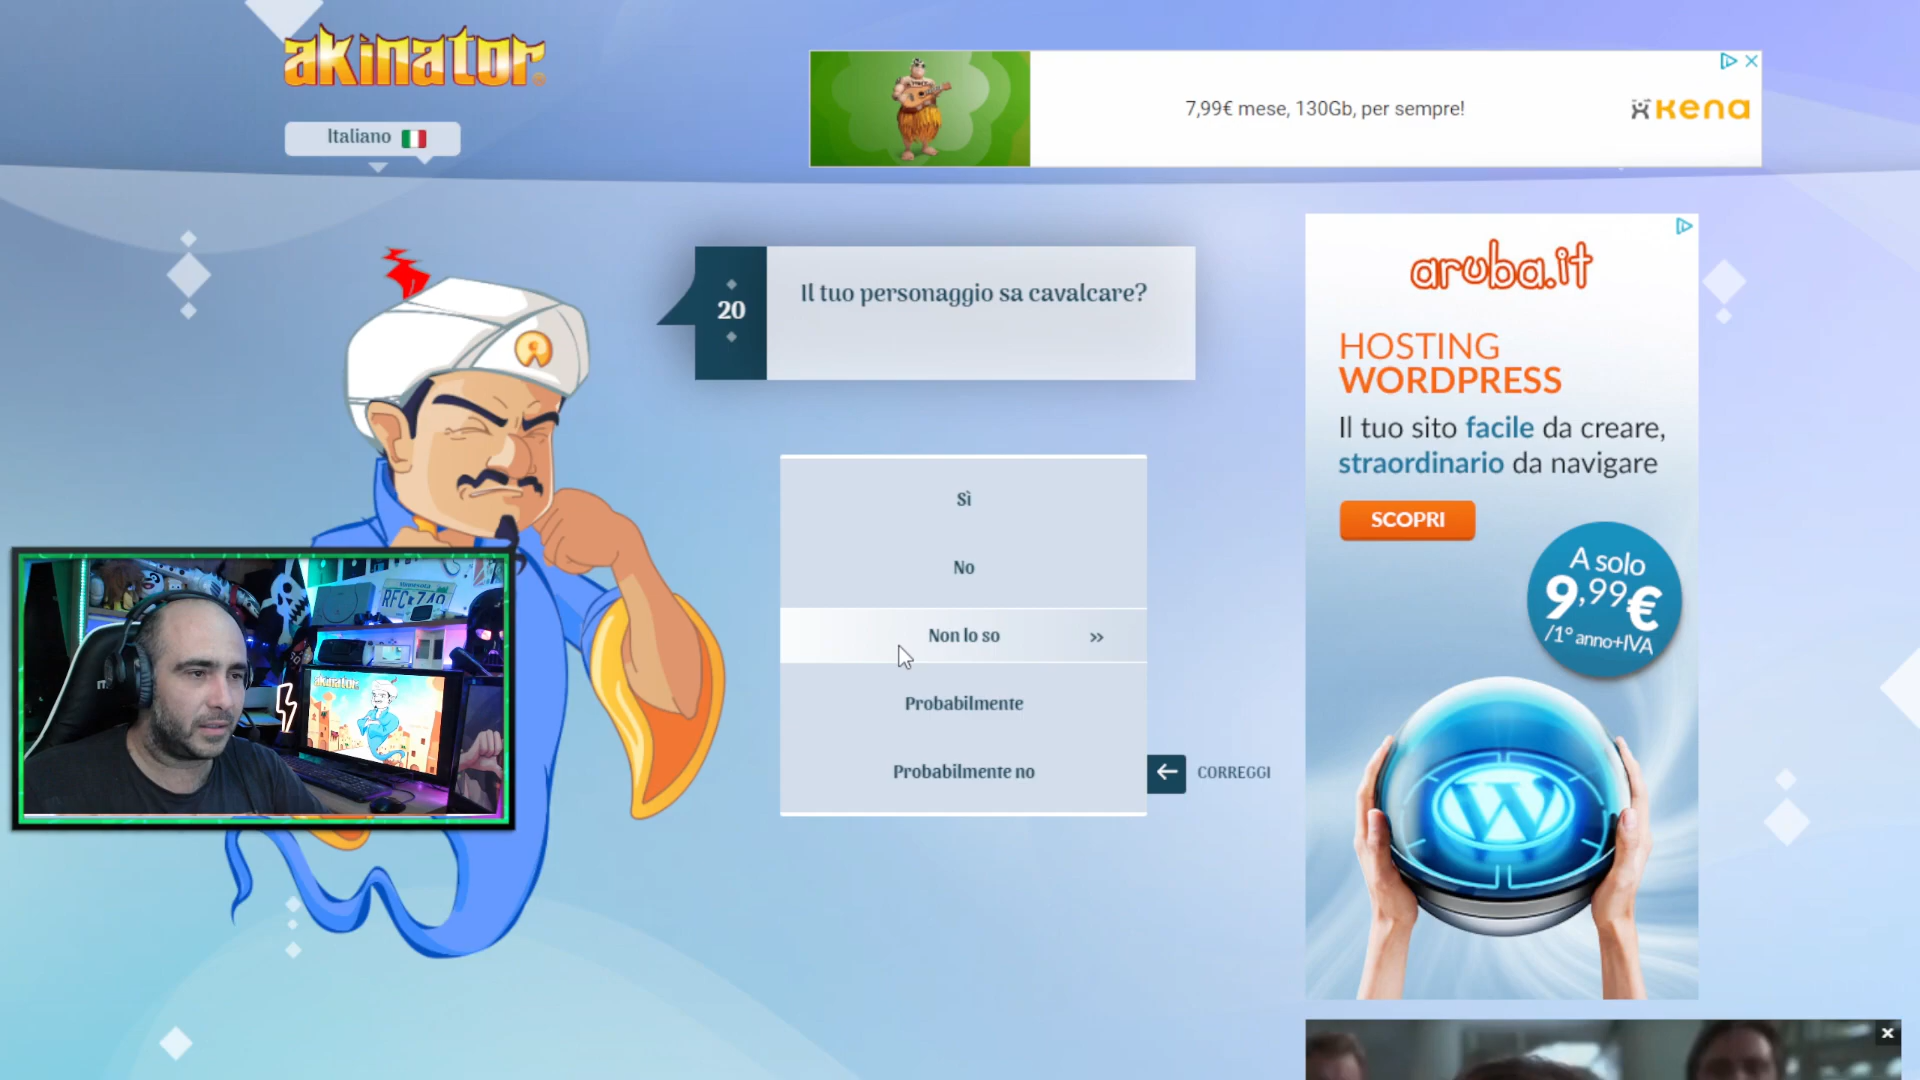 akinator
Italiano
7,99€ mese, 130Gb, per sempre!
kena
20
Il tuo personaggio sa cavalcare?
Sì
No
Non lo so
Probabilmente
Probabilmente no
CORREGGI
aruba.it
HOSTING
WORDPRESS
Il tuo sito facile da creare,
straordinario da navigare
SCOPRI
A solo
9,99€
/1° anno+IVA
akinator